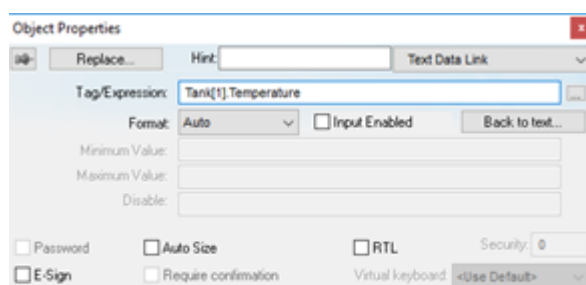 Object Properties
Replace... Hint: Text Data Link
Tag/Expression: Tank[1].Temperature ...
Format: Auto Input Enabled Back to text...
Minimum Value:
Maximum Value:
Disable:
Password Auto Size RTL Security: 0
E-Sign Require confirmation Virtual keyboard: <Use Default>